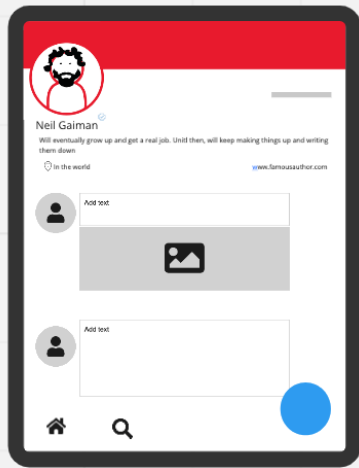 Neil Gaiman
Will eventually grow up and get a real job. Unitl then, will keep making things up and writing
them down
In the world
www.famousauthor.com
Add text
Add text